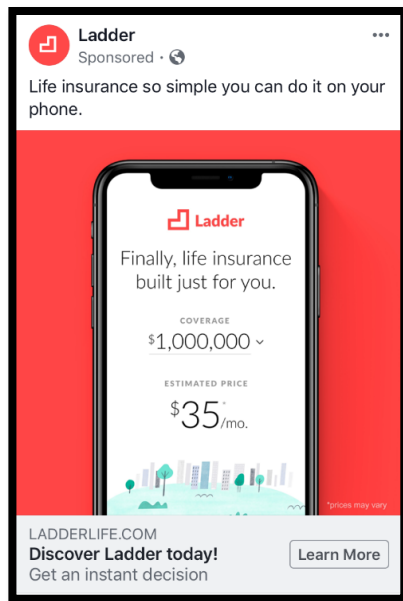 Ladder
Sponsored ·
Life insurance so simple you can do it on your
phone.
Ladder
Finally, life insurance
built just for you.
COVERAGE
$1,000,000
ESTIMATED PRICE
$35*/mo.
*prices may vary
LADDERLIFE.COM
Discover Ladder today!
Get an instant decision
Learn More